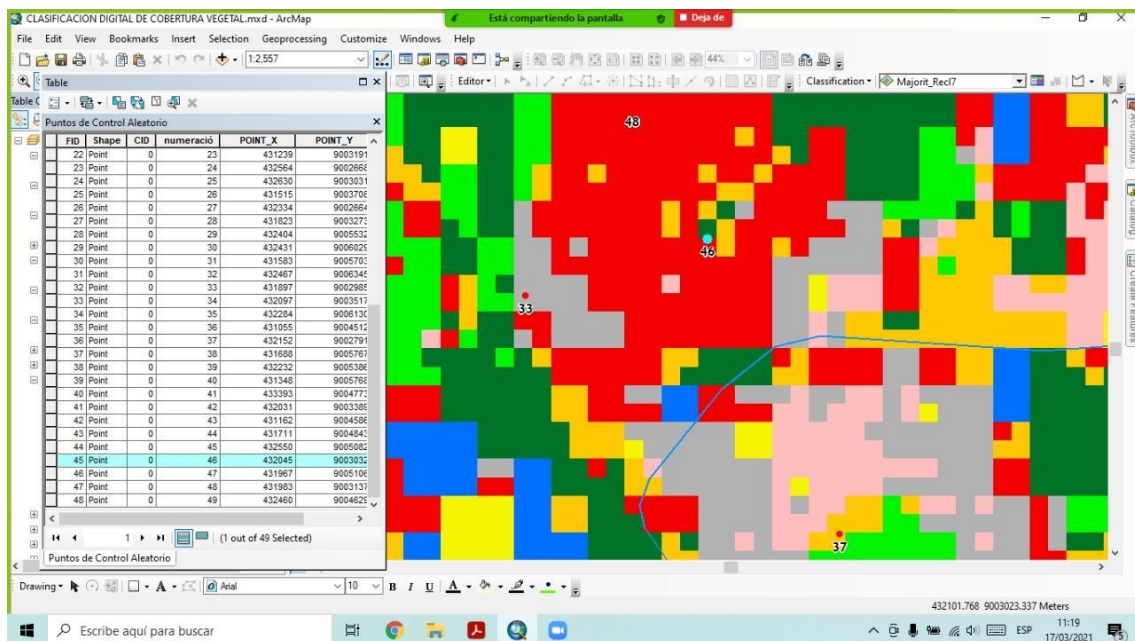 CLASIFICACION DIGITAL DE COBERTURA VEGETAL.mxd - ArcMap
Está compartiendo la pantalla
Deja de
File Edit View Bookmarks Insert Selection Geoprocessing Customize Windows Help
1:2.557
44%
Table
Editor
Classification
Majorit_Recl7
Puntos de Control Aleatorio
FID Shape CID numeració POINT_X POINT_Y
22 Point 0 23 431239 9003191
23 Point 0 24 432564 9002668
24 Point 0 25 432630 9003031
25 Point 0 26 431515 9003708
26 Point 0 27 432334 9002664
27 Point 0 28 431823 9003273
28 Point 0 29 432404 9005532
29 Point 0 30 432431 9006029
30 Point 0 31 431583 9005703
31 Point 0 32 432467 9006345
32 Point 0 33 431897 9002985
33 Point 0 34 432097 9003517
34 Point 0 35 432284 9006130
35 Point 0 36 431055 9004512
36 Point 0 37 432152 9002791
37 Point 0 38 431688 9005767
38 Point 0 39 432232 9005386
39 Point 0 40 431348 9005768
40 Point 0 41 433393 9004773
41 Point 0 42 432031 9003389
42 Point 0 43 431162 9004586
43 Point 0 44 431711 9004843
44 Point 0 45 432550 9005082
45 Point 0 46 432045 9003032
46 Point 0 47 431967 9005106
47 Point 0 48 431983 9003137
48 Point 0 49 432460 9004629
1
(1 out of 49 Selected)
Puntos de Control Aleatorio
48
46
33
37
ArcToolbox
Catalog
Create Features
Drawing
Arial
10
B I U A
432101.768 9003023.337 Meters
Escribe aquí para buscar
ESP
11:19
17/03/2021